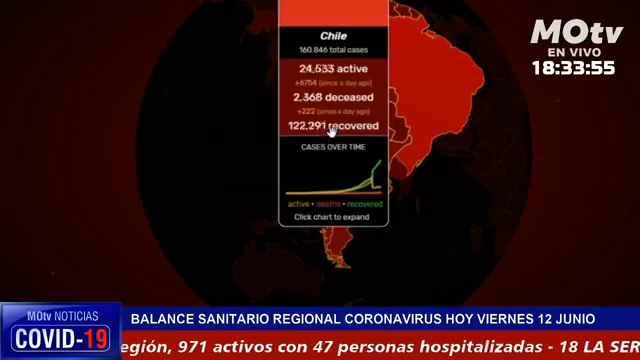 MOtv
EN VIVO
18:33:55
Chile
160.846 total cases
24,533 active
+6754 (since a day ago)
2,368 deceased
+222 (since a day ago)
122,291 recovered
CASES OVER TIME
active • deaths • recovered
Click chart to expand
MOtv NOTICIAS
COVID-19
BALANCE SANITARIO REGIONAL CORONAVIRUS HOY VIERNES 12 JUNIO
egión, 971 activos con 47 personas hospitalizadas - 18 LA SER